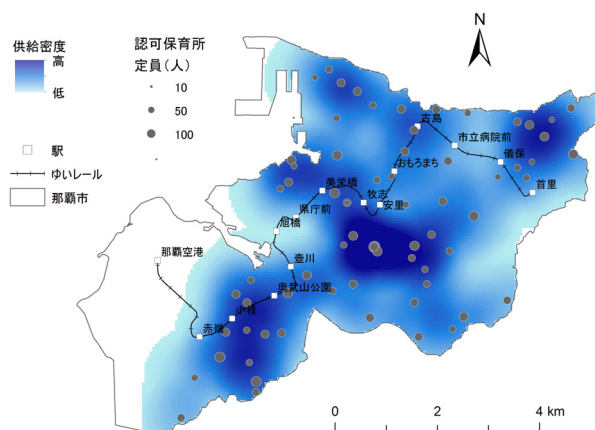 供給密度
高
低
認可保育所
定員（人）
10
50
100
駅
ゆいレール
那覇市
N
古島
市立病院前
儀保
首里
おもろまち
牧志
安里
美栄橋
県庁前
旭橋
壺川
那覇空港
奥武山公園
小禄
赤嶺
0 2 4 km